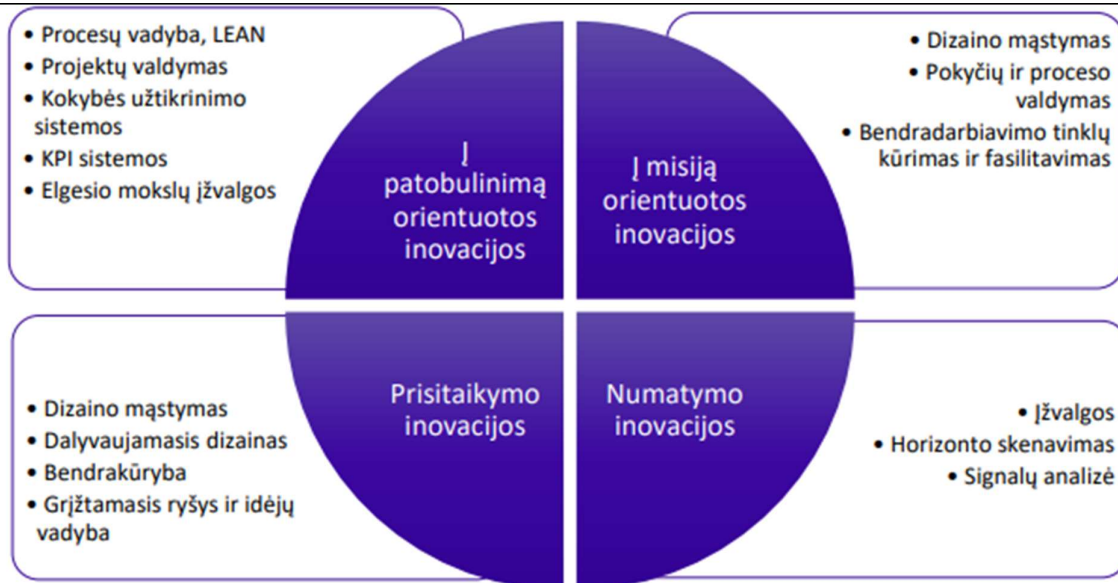 • Procesų vadyba, LEAN
• Projektų valdymas
• Kokybės užtikrinimo
sistemos
• KPI sistemos
• Elgesio mokslų įžvalgos
Į
patobulinimą
orientuotos
inovacijos
Į misiją
orientuotos
inovacijos
• Dizaino mąstymas
• Pokyčių ir proceso
valdymas
• Bendradarbiavimo tinklų
kūrimas ir fasilitavimas
• Dizaino mąstymas
• Dalyvaujamasis dizainas
• Bendrakūryba
• Grįžtamasis ryšys ir idėjų
vadyba
Prisitaikymo
inovacijos
Numatymo
inovacijos
• Įžvalgos
• Horizonto skenavimas
• Signalų analizė